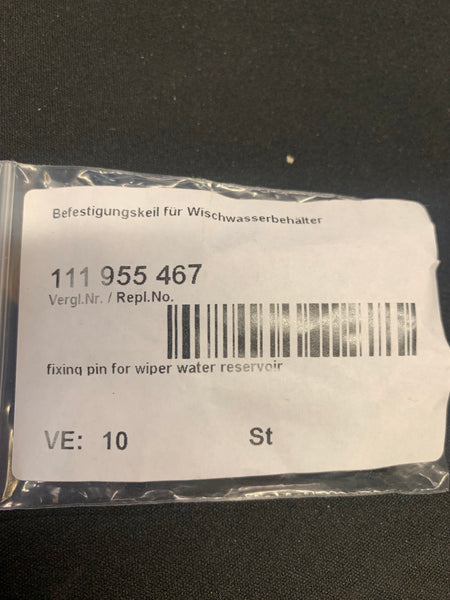 Befestigungskeil für Wischwasserbehälter
111 955 467
Vergl.Nr. / Repl.No.
fixing pin for wiper water reservoir
VE: 10 St